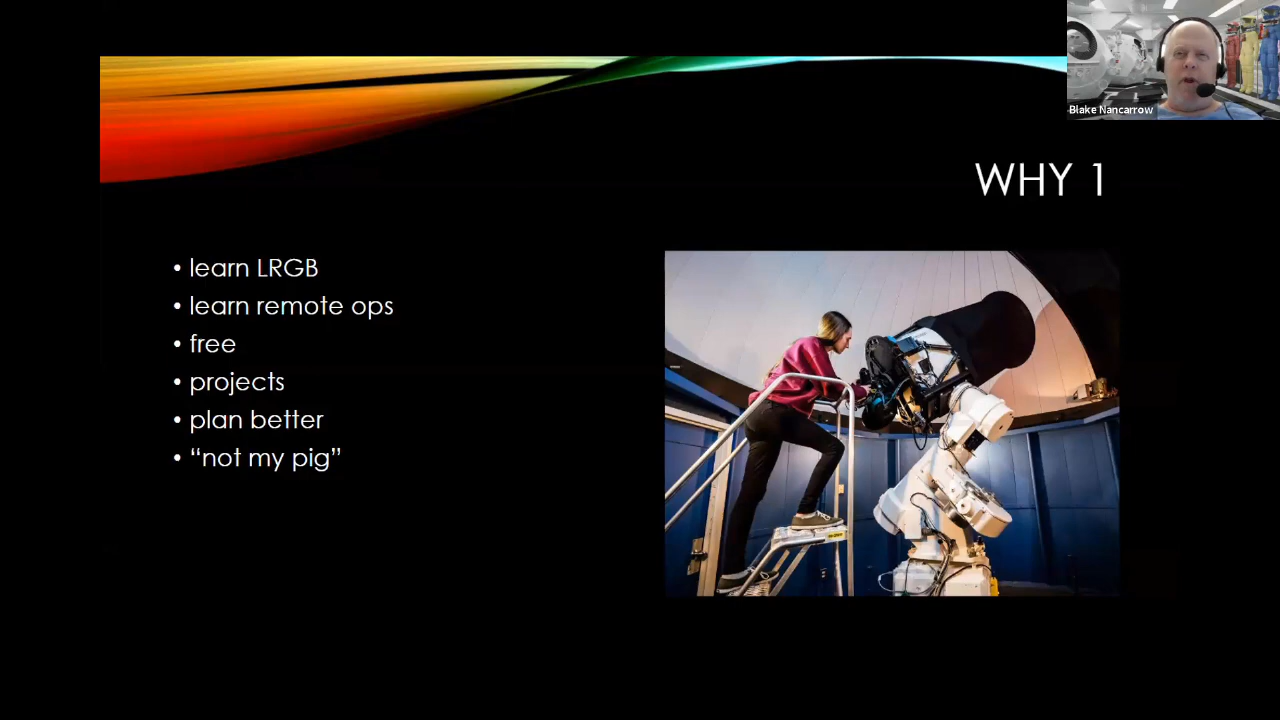 Blake Nancarrow
WHY 1
• learn LRGB
• learn remote ops
• free
• projects
• plan better
• “not my pig”